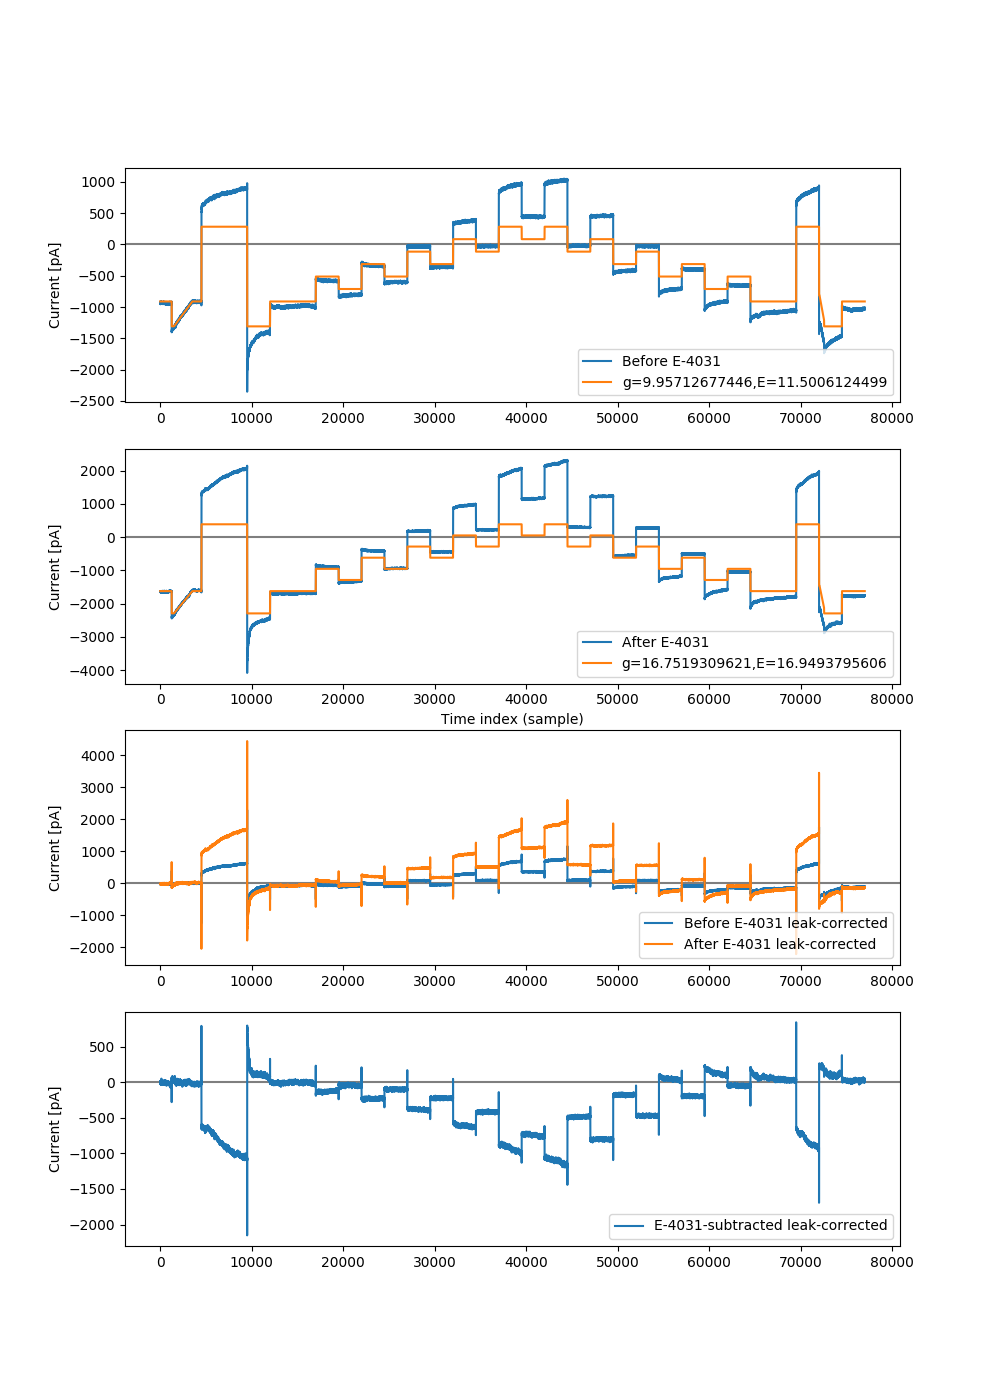 1000
500
0
−500
−1000
−1500
−2000
−2500
Current [pA]
Before E-4031
g=9.95712677446,E=11.5006124499
0 10000 20000 30000 40000 50000 60000 70000 80000
2000
1000
0
−1000
−2000
−3000
−4000
Current [pA]
After E-4031
g=16.7519309621,E=16.9493795606
0 10000 20000 30000 40000 50000 60000 70000 80000
Time index (sample)
4000
3000
2000
1000
0
−1000
−2000
Current [pA]
Before E-4031 leak-corrected
After E-4031 leak-corrected
0 10000 20000 30000 40000 50000 60000 70000 80000
500
0
−500
−1000
−1500
−2000
Current [pA]
E-4031-subtracted leak-corrected
0 10000 20000 30000 40000 50000 60000 70000 80000